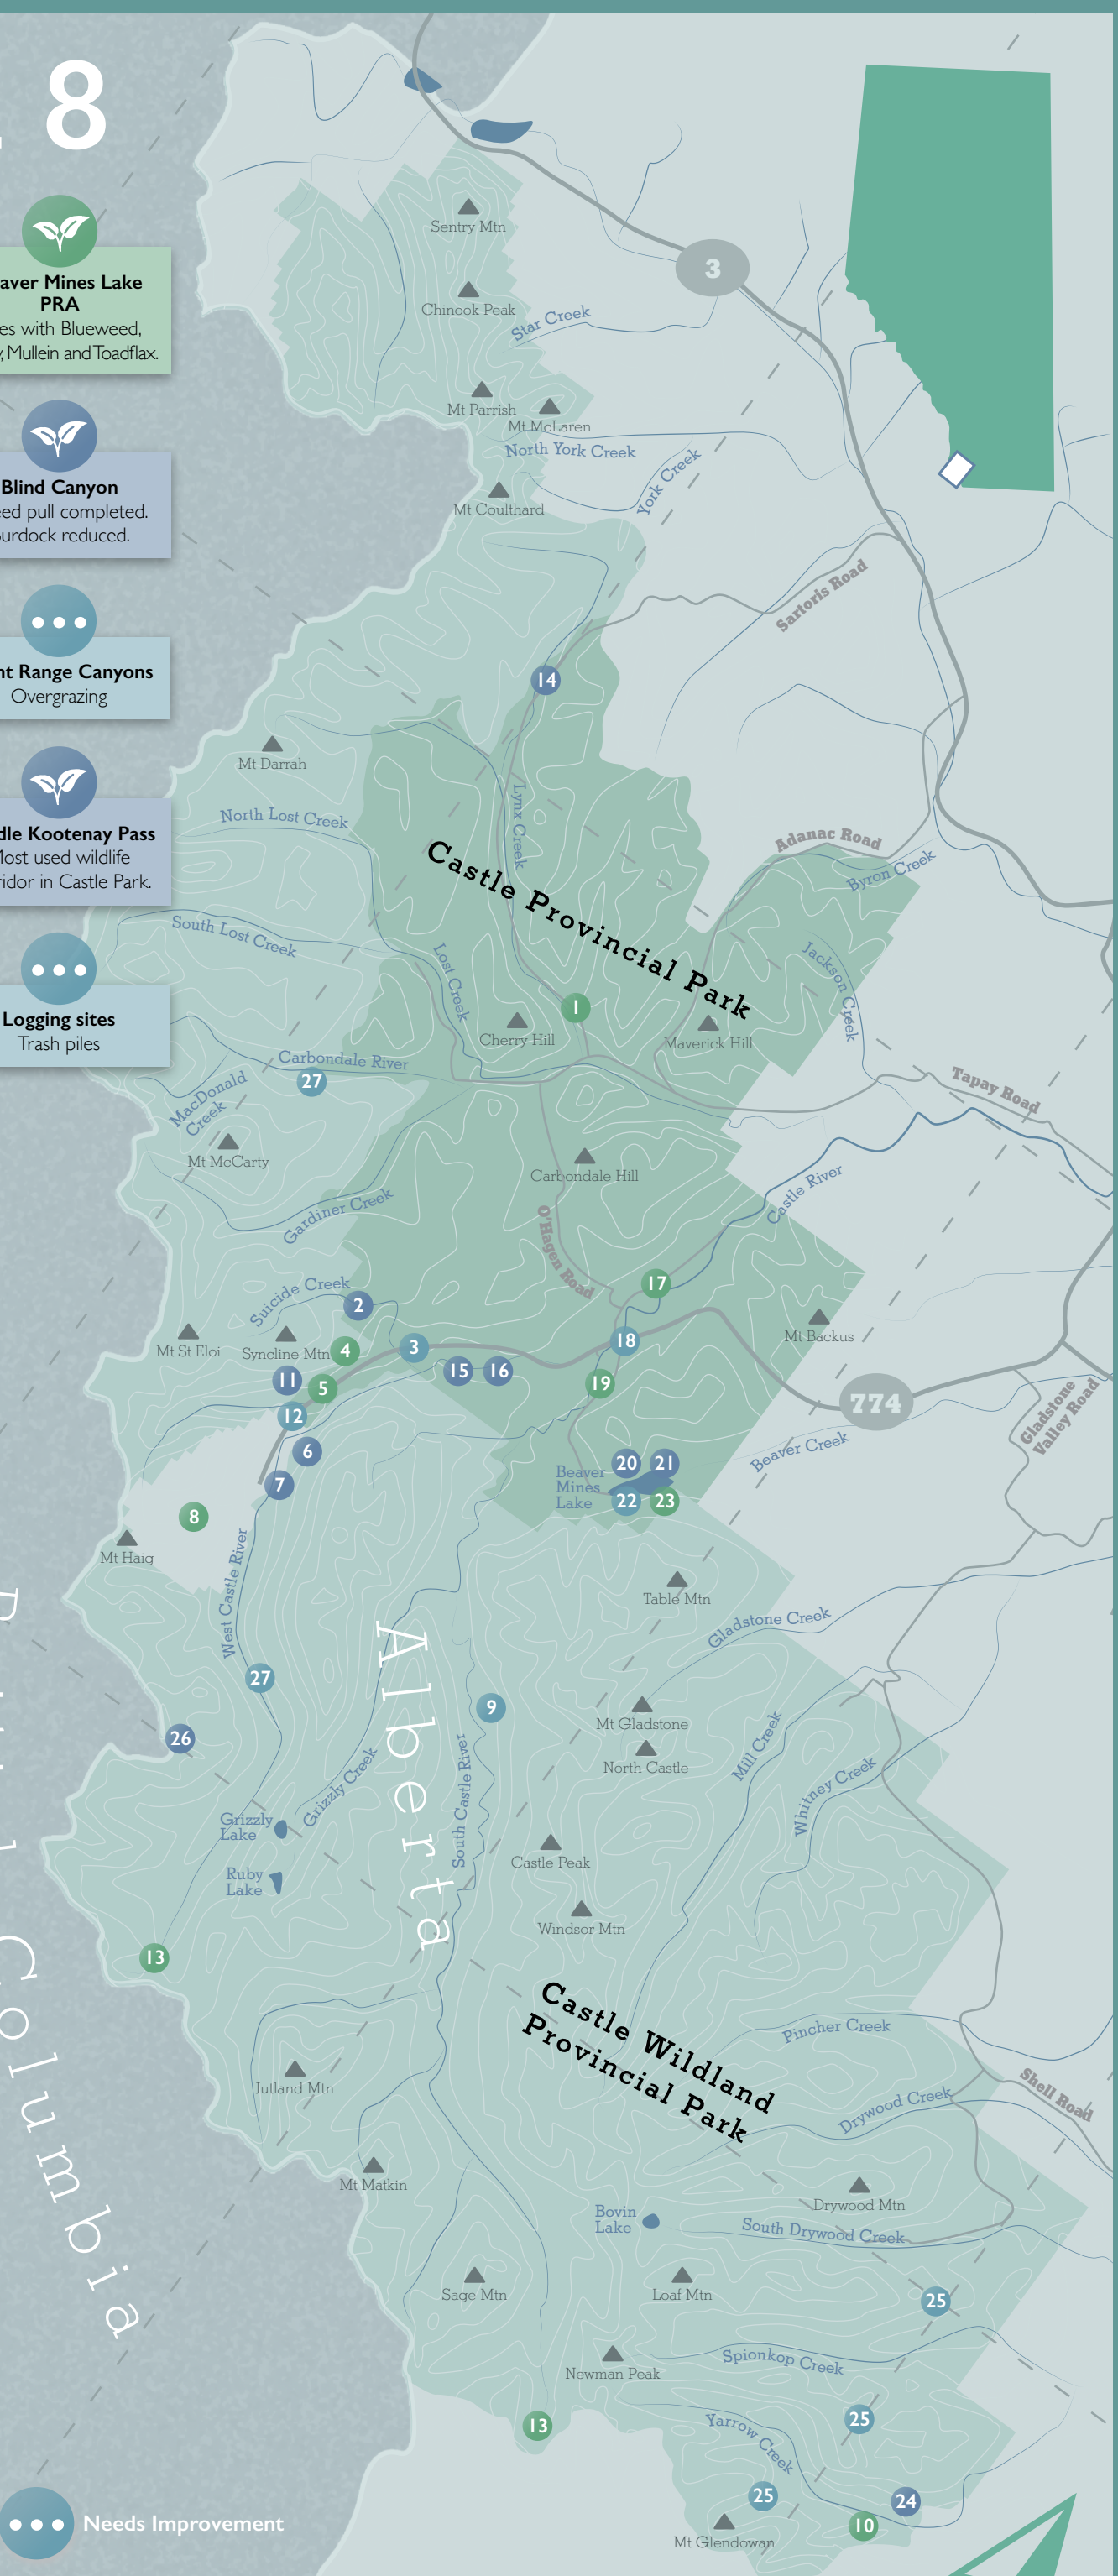 8
aver Mines Lake
PRA
es with Blueweed,
y, Mullein and Toadflax.
Blind Canyon
eed pull completed.
urdock reduced.
nt Range Canyons
Overgrazing
dle Kootenay Pass
Most used wildlife
ridor in Castle Park.
Logging sites
Trash piles
Needs Improvement
Sentry Mtn
3
Chinook Peak
Star Creek
Mt Parrish
Mt McLaren
North York Creek
York Creek
Mt Coulthard
Sartoris Road
14
Mt Darrah
Lynx Creek
North Lost Creek
Adanac Road
Byron Creek
Castle Provincial Park
South Lost Creek
Lost Creek
Jackson Creek
1
Cherry Hill
Maverick Hill
Carbondale River
27
Tapay Road
MacDonald
Creek
Mt McCarty
Carbondale Hill
Castle River
Gardiner Creek
O'Hagen Road
Suicide Creek
17
2
Mt St Eloi
Syncline Mtn
4
3
18
Mt Backus
11
5
15
16
19
774
Gladstone
Valley Road
12
6
Beaver Creek
7
Beaver
Mines
Lake
20
21
22
23
8
Mt Haig
West Castle River
Table Mtn
Gladstone Creek
Alberta
27
9
26
Mt Gladstone
North Castle
Mill Creek
Whitney Creek
Grizzly Creek
South Castle River
Grizzly
Lake
Castle Peak
Ruby
Lake
Windsor Mtn
13
Castle Wildland
Provincial Park
Pincher Creek
Columbia
Jutland Mtn
Shell Road
Drywood Creek
Mt Matkin
Drywood Mtn
Bovin
Lake
South Drywood Creek
Sage Mtn
Loaf Mtn
25
Newman Peak
Spionkop Creek
13
Yarrow Creek
25
25
24
10
Mt Glendowan